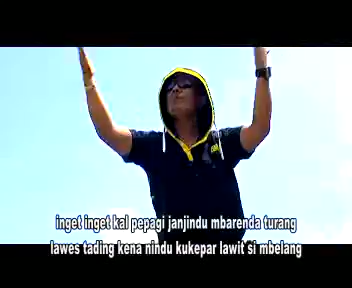 inget inget kal pepagi janjindu mbarenda turang
lawes tading kena nindu kukepar lawit si mbelang